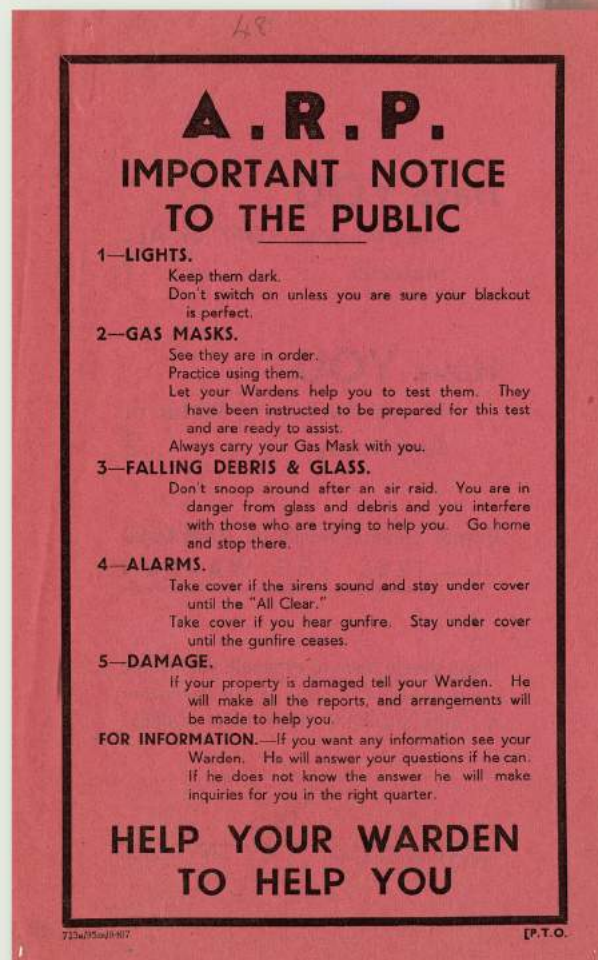 48
A.R.P.
IMPORTANT NOTICE
TO THE PUBLIC
1—LIGHTS.
Keep them dark.
Don't switch on unless you are sure your blackout
is perfect.
2—GAS MASKS.
See they are in order.
Practice using them.
Let your Wardens help you to test them. They
have been instructed to be prepared for this test
and are ready to assist.
Always carry your Gas Mask with you.
3—FALLING DEBRIS & GLASS.
Don't snoop around after an air raid. You are in
danger from glass and debris and you interfere
with those who are trying to help you. Go home
and stop there.
4—ALARMS.
Take cover if the sirens sound and stay under cover
until the "All Clear."
Take cover if you hear gunfire. Stay under cover
until the gunfire ceases.
5—DAMAGE.
If your property is damaged tell your Warden. He
will make all the reports, and arrangements will
be made to help you.
FOR INFORMATION.—If you want any information see your
Warden. He will answer your questions if he can.
If he does not know the answer he will make
inquiries for you in the right quarter.
HELP YOUR WARDEN
TO HELP YOU
[P.T.O.